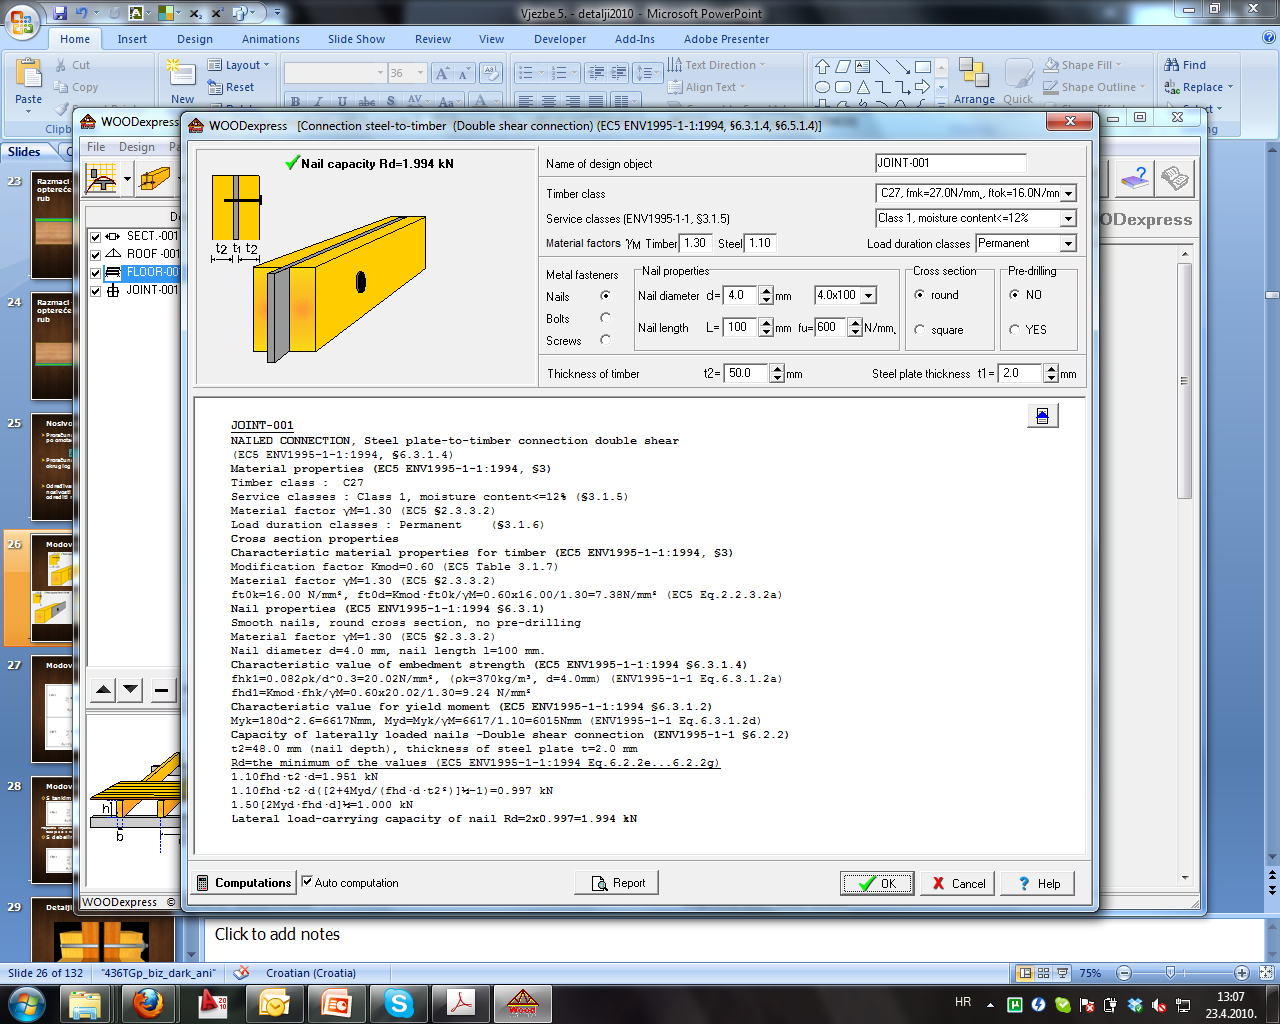 Vjezbe 5. - detalji2010 - Microsoft PowerPoint
Home Insert Design Animations Slide Show Review View Developer Add-Ins Adobe Presenter
Cut
Copy
Paste
New
Layout
Reset
36
Text Direction
Align Text
Arrange
Quick
Shape Fill
Shape Outline
Find
Replace
Slides
WOODexpress
File Design
SECT.-001
ROOF -001
FLOOR-00
JOINT-001
WOODexpress ©
WOODexpress [Connection steel-to-timber (Double shear connection) (EC5 ENV1995-1-1:1994, §6.3.1.4, §6.5.1.4)]
Nail capacity Rd=1.994 kN
t2 t1 t2
Name of design object JOINT-001
Timber class C27, fmk=27.0N/mm, ftok=16.0N/mn
Service classes (ENV1995-1-1, §3.1.5) Class 1, moisture content<=12%
Material factors γM Timber 1.30 Steel 1.10 Load duration classes Permanent
Metal fasteners
Nails
Bolts
Screws
Nail properties
Nail diameter d= 4.0 mm 4.0x100
Nail length L= 100 mm fu= 600 N/mm,
Cross section
round
square
Pre-drilling
NO
YES
Thickness of timber t2= 50.0 mm Steel plate thickness t1= 2.0 mm
JOINT-001
NAILED CONNECTION, Steel plate-to-timber connection double shear
(EC5 ENV1995-1-1:1994, §6.3.1.4)
Material properties (EC5 ENV1995-1-1:1994, §3)
Timber class : C27
Service classes : Class 1, moisture content<=12% (§3.1.5)
Material factor γM=1.30 (EC5 §2.3.3.2)
Load duration classes : Permanent (§3.1.6)
Cross section properties
Characteristic material properties for timber (EC5 ENV1995-1-1:1994, §3)
Modification factor Kmod=0.60 (EC5 Table 3.1.7)
Material factor γM=1.30 (EC5 §2.3.3.2)
ft0k=16.00 N/mm², ft0d=Kmod·ft0k/γM=0.60x16.00/1.30=7.38N/mm² (EC5 Eq.2.2.3.2a)
Nail properties (EC5 ENV1995-1-1:1994 §6.3.1)
Smooth nails, round cross section, no pre-drilling
Material factor γM=1.30 (EC5 §2.3.3.2)
Nail diameter d=4.0 mm, nail length l=100 mm.
Characteristic value of embedment strength (EC5 ENV1995-1-1:1994 §6.3.1.4)
fhk1=0.082ρk/d^0.3=20.02N/mm², (ρk=370kg/m³, d=4.0mm) (ENV1995-1-1 Eq.6.3.1.2a)
fhd1=Kmod·fhk/γM=0.60x20.02/1.30=9.24 N/mm²
Characteristic value for yield moment (EC5 ENV1995-1-1:1994 §6.3.1.2)
Myk=180d^2.6=6617Nmm, Myd=Myk/γM=6617/1.10=6015Nmm (ENV1995-1-1 Eq.6.3.1.2d)
Capacity of laterally loaded nails -Double shear connection (ENV1995-1-1 §6.2.2)
t2=48.0 mm (nail depth), thickness of steel plate t=2.0 mm
Rd=the minimum of the values (EC5 ENV1995-1-1:1994 Eq.6.2.2e...6.2.2g)
1.10fhd·t2·d=1.951 kN
1.10fhd·t2·d([2+4Myd/(fhd·d·t2²)]½-1)=0.997 kN
1.50[2Myd·fhd·d]½=1.000 kN
Lateral load-carrying capacity of nail Rd=2x0.997=1.994 kN
Computations Auto computation Report OK Cancel Help
23
24
25
26
27
28
29
Click to add notes
Slide 26 of 132 "436TGp_biz_dark_ani" Croatian (Croatia) 75%
HR 13:07
23.4.2010.